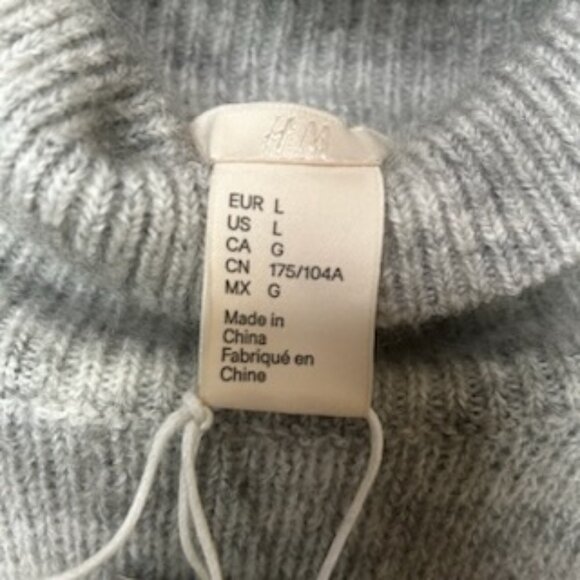 H&M
EUR L
US L
CA G
CN 175/104A
MX G
Made in
China
Fabriqué en
Chine